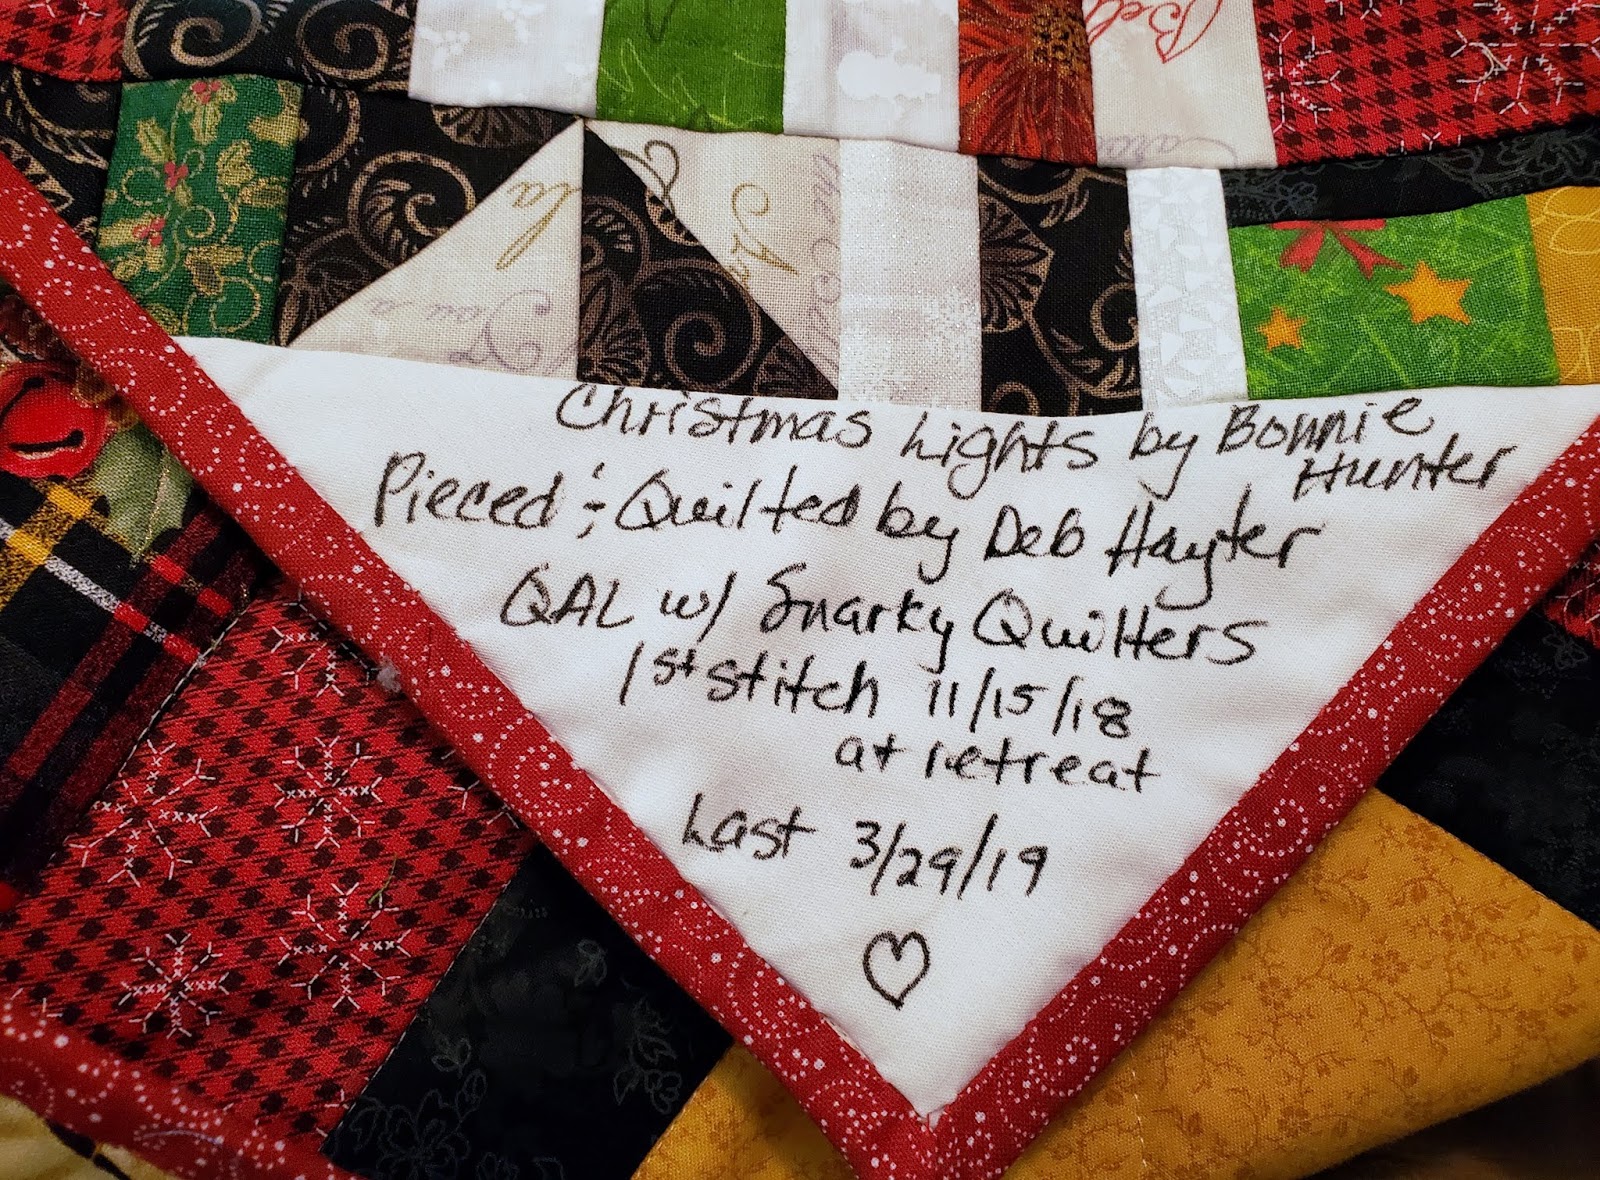 Christmas Lights by Bonnie
Hunter
Pieced & Quilted by Deb Hayter
QAL w/ Snarky Quilters
1st stitch 11/15/18
at retreat
Last 3/29/19